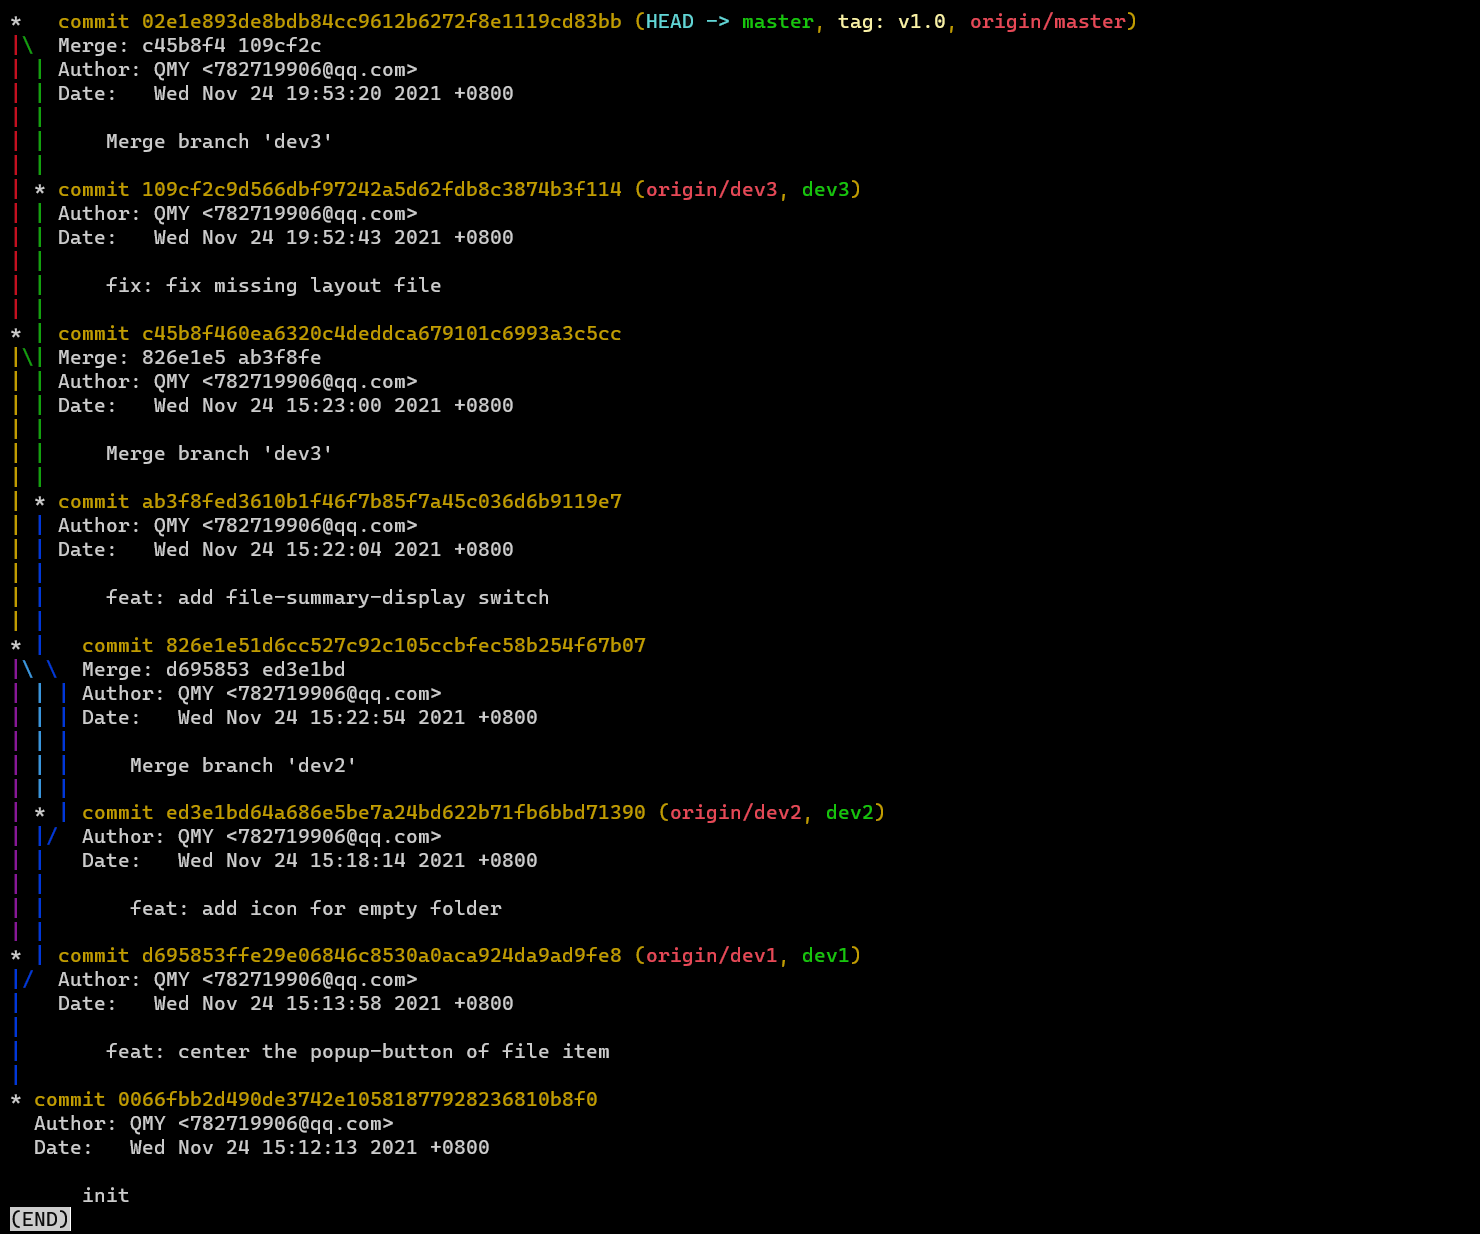 *   commit 02e1e893de8bdb84cc9612b6272f8e1119cd83bb (HEAD -> master, tag: v1.0, origin/master)
|\  Merge: c45b8f4 109cf2c
| | Author: QMY <782719906@qq.com>
| | Date:   Wed Nov 24 19:53:20 2021 +0800
| |
| |     Merge branch 'dev3'
| |
| * commit 109cf2c9d566dbf97242a5d62fdb8c3874b3f114 (origin/dev3, dev3)
| | Author: QMY <782719906@qq.com>
| | Date:   Wed Nov 24 19:52:43 2021 +0800
| |
| |     fix: fix missing layout file
| |
* | commit c45b8f460ea6320c4deddca679101c6993a3c5cc
|\| Merge: 826e1e5 ab3f8fe
| | Author: QMY <782719906@qq.com>
| | Date:   Wed Nov 24 15:23:00 2021 +0800
| |
| |     Merge branch 'dev3'
| |
| * commit ab3f8fed3610b1f46f7b85f7a45c036d6b9119e7
| | Author: QMY <782719906@qq.com>
| | Date:   Wed Nov 24 15:22:04 2021 +0800
| |
| |     feat: add file-summary-display switch
| |
* |   commit 826e1e51d6cc527c92c105ccbfec58b254f67b07
|\ \  Merge: d695853 ed3e1bd
| | | Author: QMY <782719906@qq.com>
| | | Date:   Wed Nov 24 15:22:54 2021 +0800
| | |
| | |     Merge branch 'dev2'
| | |
| * | commit ed3e1bd64a686e5be7a24bd622b71fb6bbd71390 (origin/dev2, dev2)
| |/  Author: QMY <782719906@qq.com>
| |   Date:   Wed Nov 24 15:18:14 2021 +0800
| |
| |       feat: add icon for empty folder
| |
* | commit d695853ffe29e06846c8530a0aca924da9ad9fe8 (origin/dev1, dev1)
|/  Author: QMY <782719906@qq.com>
|   Date:   Wed Nov 24 15:13:58 2021 +0800
|
|       feat: center the popup-button of file item
|
* commit 0066fbb2d490de3742e10581877928236810b8f0
  Author: QMY <782719906@qq.com>
  Date:   Wed Nov 24 15:12:13 2021 +0800

      init
(END)